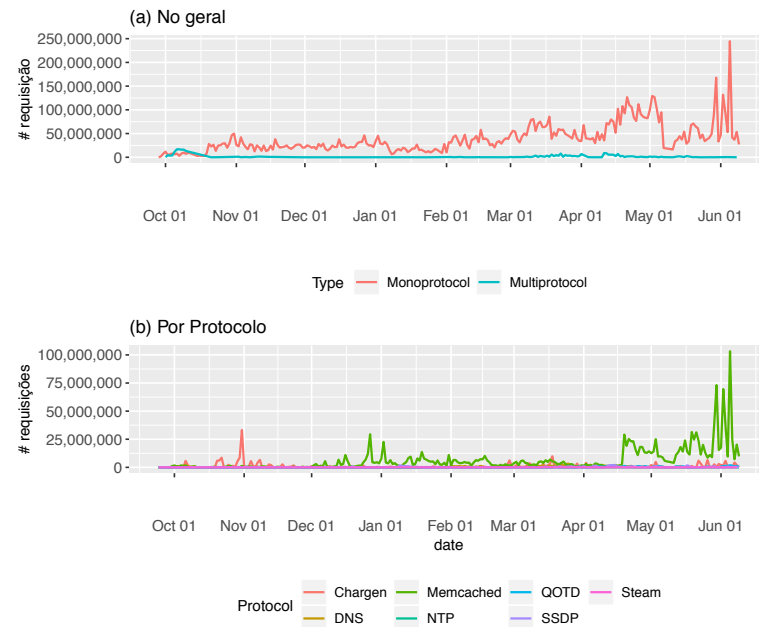 (a) No geral
# requisição
250,000,000
200,000,000
150,000,000
100,000,000
50,000,000
0
Oct 01 Nov 01 Dec 01 Jan 01 Feb 01 Mar 01 Apr 01 May 01 Jun 01
Type Monoprotocol Multiprotocol
(b) Por Protocolo
# requisições
100,000,000
75,000,000
50,000,000
25,000,000
0
Oct 01 Nov 01 Dec 01 Jan 01 Feb 01 Mar 01 Apr 01 May 01 Jun 01
date
Protocol
Chargen Memcached QOTD Steam
DNS NTP SSDP